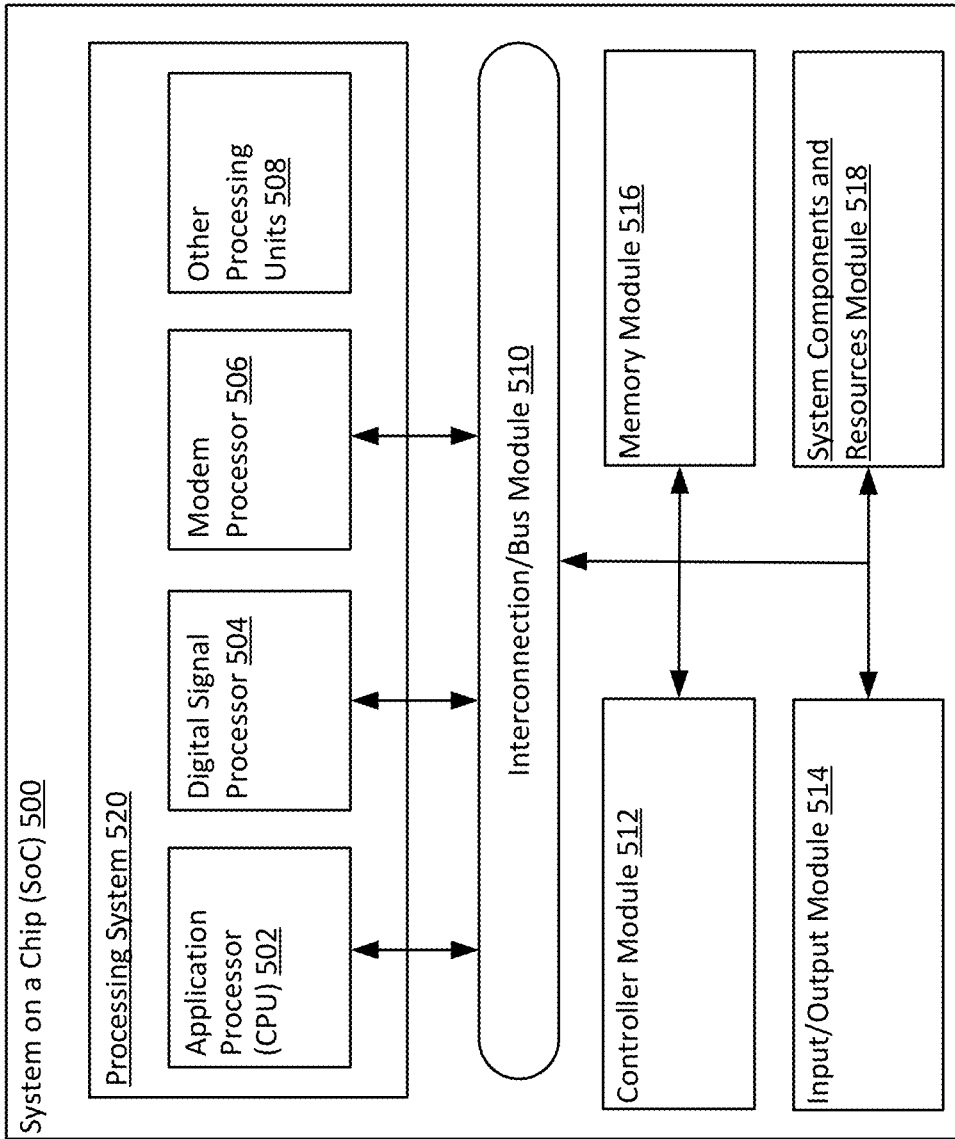 System on a Chip (SoC) 500
Processing System 520
Application
Processor
(CPU) 502
Digital Signal
Processor 504
Modem
Processor 506
Other
Processing
Units 508
Interconnection/Bus Module 510
Controller Module 512
Memory Module 516
Input/Output Module 514
System Components and
Resources Module 518